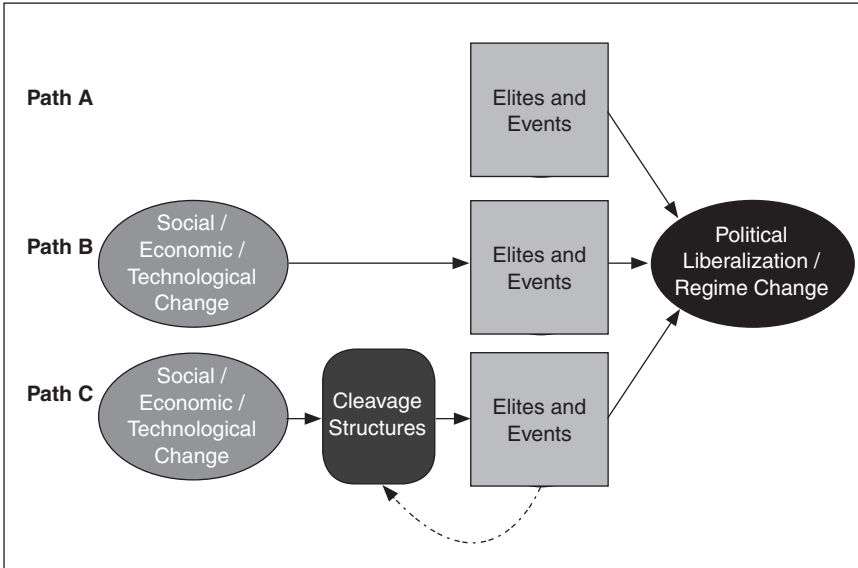 Path A
Elites and
Events
Path B
Social /
Economic /
Technological
Change
Elites and
Events
Political
Liberalization /
Regime Change
Path C
Social /
Economic /
Technological
Change
Cleavage
Structures
Elites and
Events